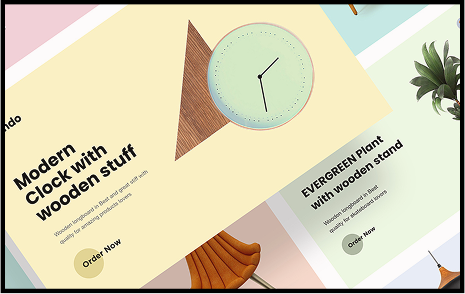 ndo
Modern
Clock with
wooden stuff
Wooden longboard in Best and great stiff with
quality for amazing products lovers
Order Now
EVERGREEN Plant
with wooden stand
Wooden longboard in Best
quality for skateboard lovers
Order Now